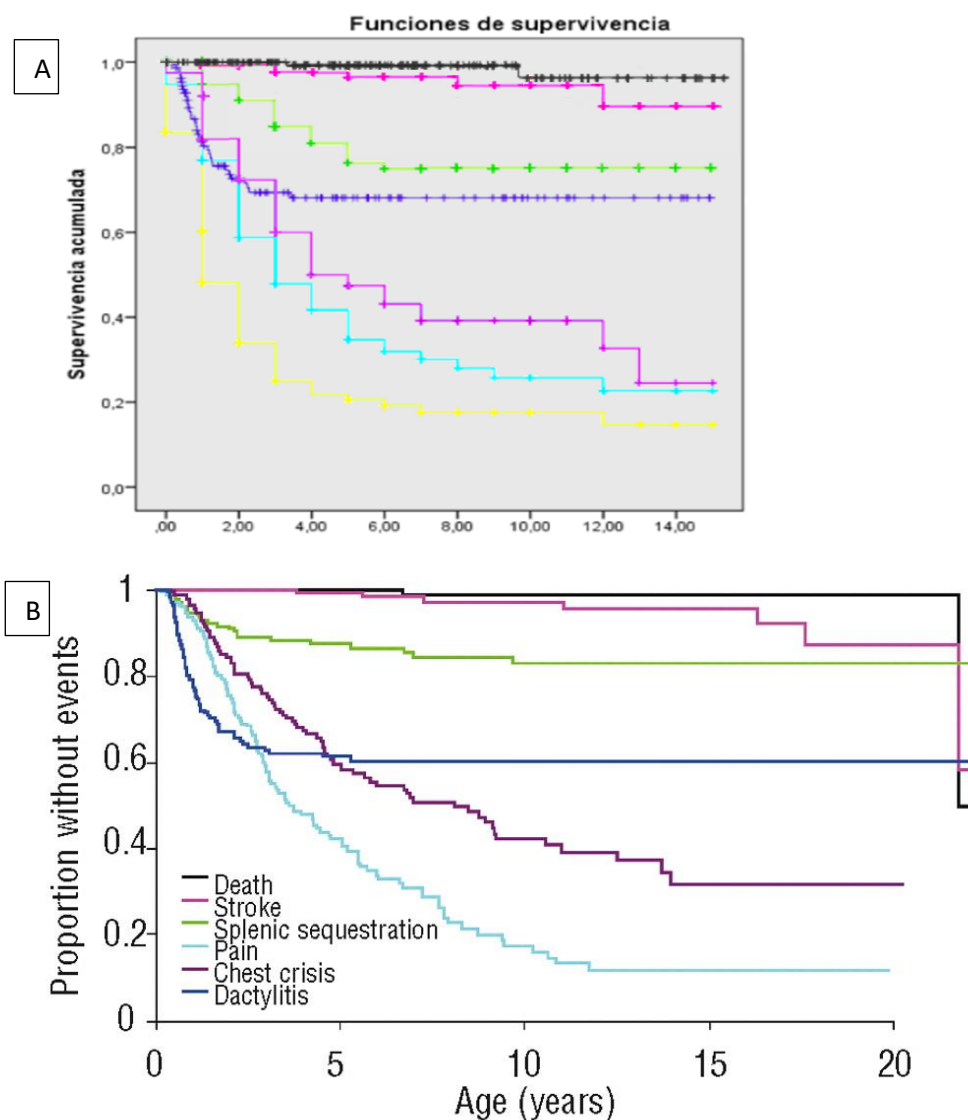 A
Funciones de supervivencia
Supervivencia acumulada
1,0
0,8
0,6
0,4
0,2
0,0
,00
2,00
4,00
6,00
8,00
10,00
12,00
14,00
B
Proportion without events
1
0.8
0.6
0.4
0.2
0
Death
Stroke
Splenic sequestration
Pain
Chest crisis
Dactylitis
0
5
10
15
20
Age (years)